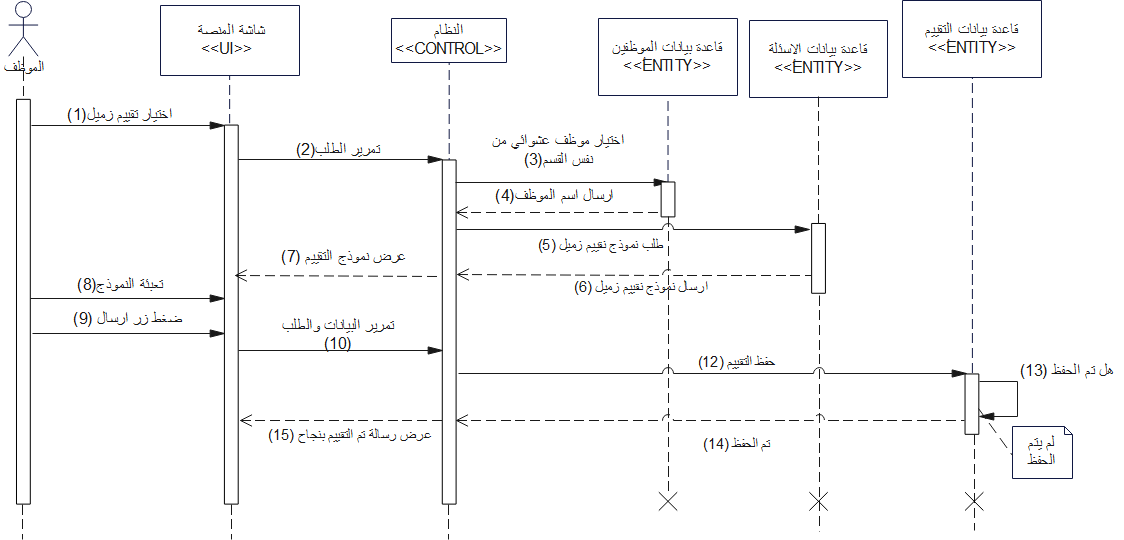 الموظف
شاشة المنصة
<<UI>>
النظام
<<CONTROL>>
قاعدة بيانات الموظفين
<<ENTITY>>
قاعدة بيانات الاسئلة
<<ENTITY>>
قاعدة بيانات التقييم
<<ENTITY>>
اختيار تقييم زميل(1)
تمرير الطلب(2)
اختيار موظف عشوائي من
نفس القسم(3)
ارسال اسم الموظف(4)
طلب نموذج تقييم زميل (5)
ارسال نموذج تقييم زميل (6)
عرض نموذج التقييم (7)
تعبئة النموذج(8)
ضغط زر ارسال (9)
تمرير البيانات والطلب
(10)
حفظ التقييم (12)
هل تم الحفظ (13)
لم يتم
الحفظ
تم الحفظ (14)
عرض رسالة تم التقييم بنجاح (15)